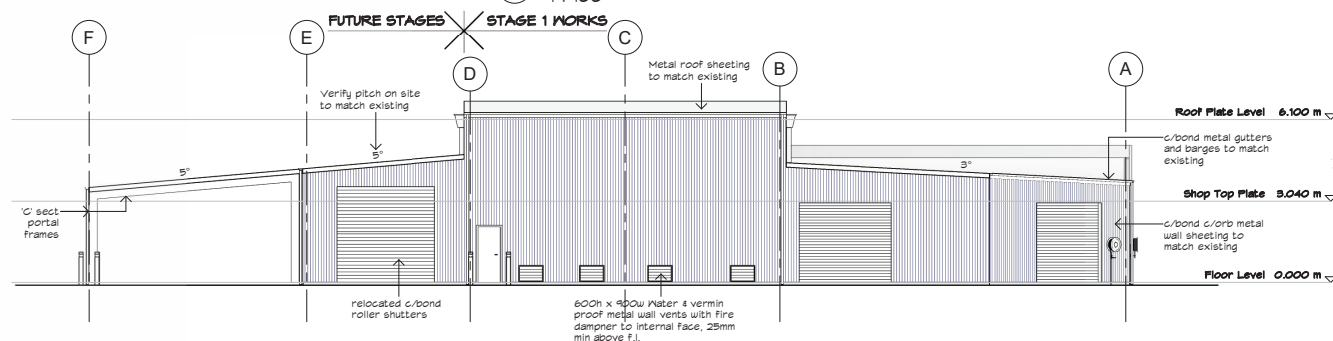 FUTURE STAGES
STAGE 1 WORKS
F
E
D
C
B
A
Metal roof sheeting
to match existing
Verify pitch on site
to match existing
Roof Plate Level 6.100 m
c/bond metal gutters
and barges to match
existing
5°
5°
3°
Shop Top Plate 3.040 m
'C' sect
portal
frames
c/bond c/orb metal
wall sheeting to
match existing
Floor Level 0.000 m
relocated c/bond
roller shutters
600h x 900w Water & vermin
proof metal wall vents with fire
dampner to internal face, 25mm
min above f.l.